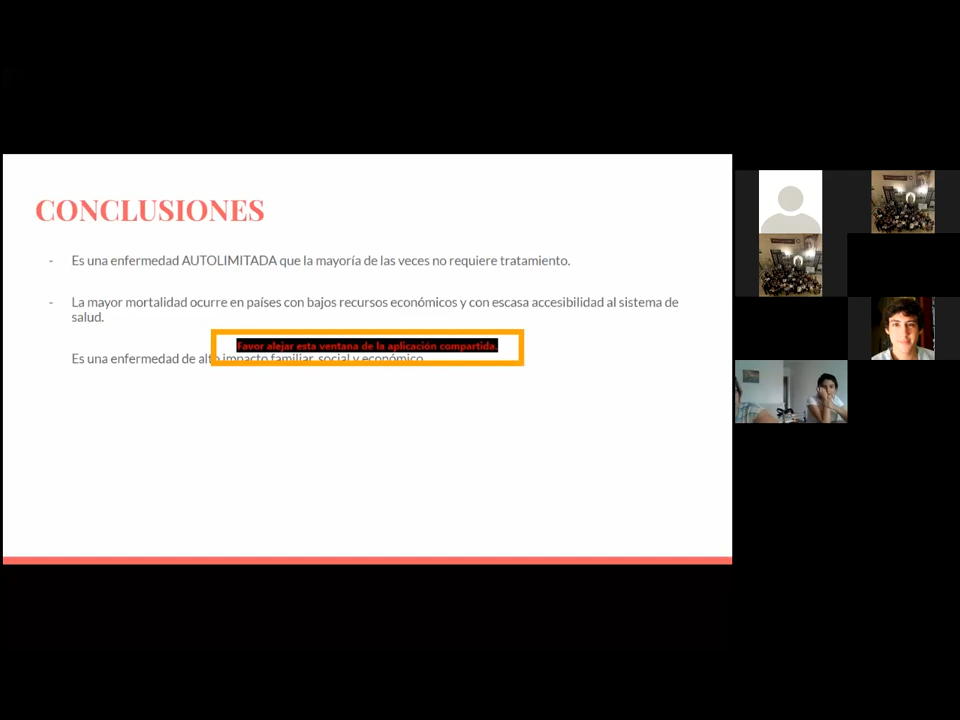 CONCLUSIONES
- Es una enfermedad AUTOLIMITADA que la mayoría de las veces no requiere tratamiento.
- La mayor mortalidad ocurre en países con bajos recursos económicos y con escasa accesibilidad al sistema de
salud.
Favor alejar esta ventana de la aplicación compartida.
Es una enfermedad de alto impacto familiar, social y económico.